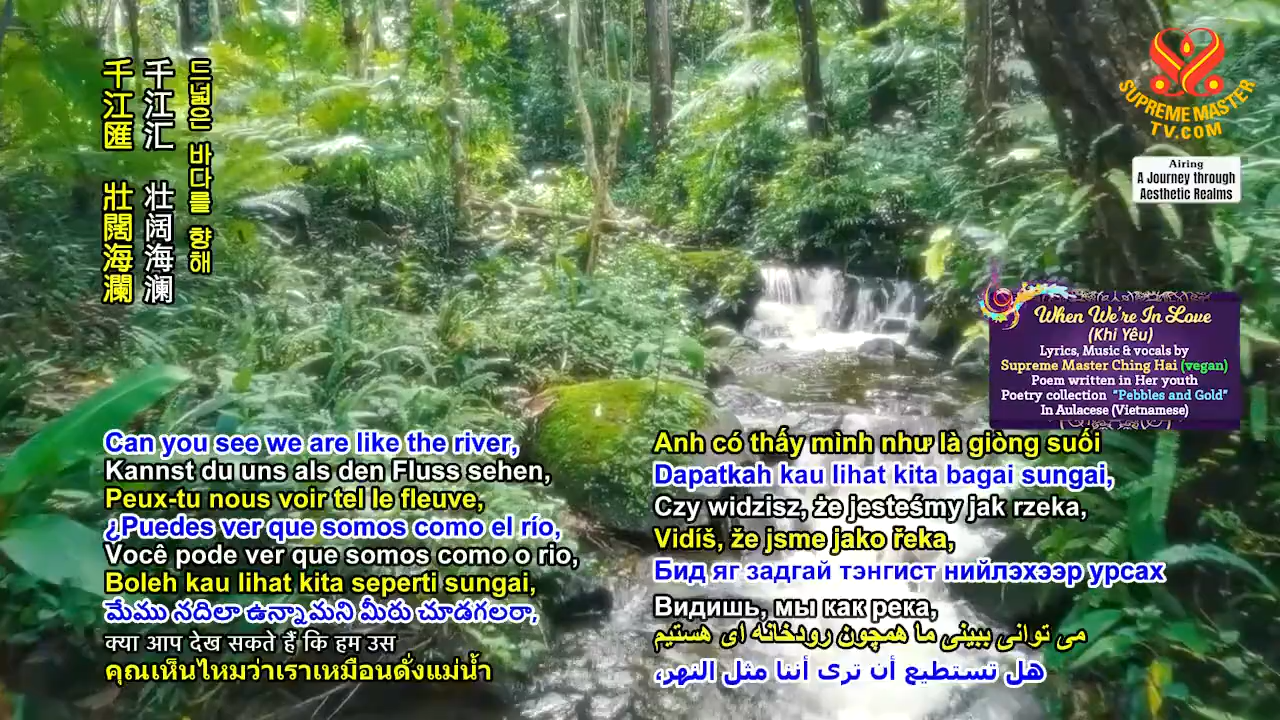 千江匯 壯闊海瀾
千江汇 壮阔海澜
드넓은 바다를 향해
SUPREME MASTER
TV.COM
Airing
A Journey through
Aesthetic Realms
When We're In Love
(Khi Yêu)
Lyrics, Music & vocals by
Supreme Master Ching Hai (vegan)
Poem written in Her youth
Poetry collection "Pebbles and Gold"
In Aulacese (Vietnamese)
Can you see we are like the river,
Kannst du uns als den Fluss sehen,
Peux-tu nous voir tel le fleuve,
¿Puedes ver que somos como el río,
Você pode ver que somos como o rio,
Boleh kau lihat kita seperti sungai,
మేము నదిలా ఉన్నామని మీరు చూడగలరా,
क्या आप देख सकते हैं कि हम उस
คุณเห็นไหมว่าเราเหมือนดั่งแม่น้ำ
Anh có thấy mình như là giòng suối
Dapatkah kau lihat kita bagai sungai,
Czy widzisz, że jesteśmy jak rzeka,
Vidíš, že jsme jako řeka,
Бид яг задгай тэнгист нийлэхээр урсах
Видишь, мы как река,
می توانی ببینی ما همچون رودخانه ای هستیم
هل تستطيع أن ترى أننا مثل النهر،